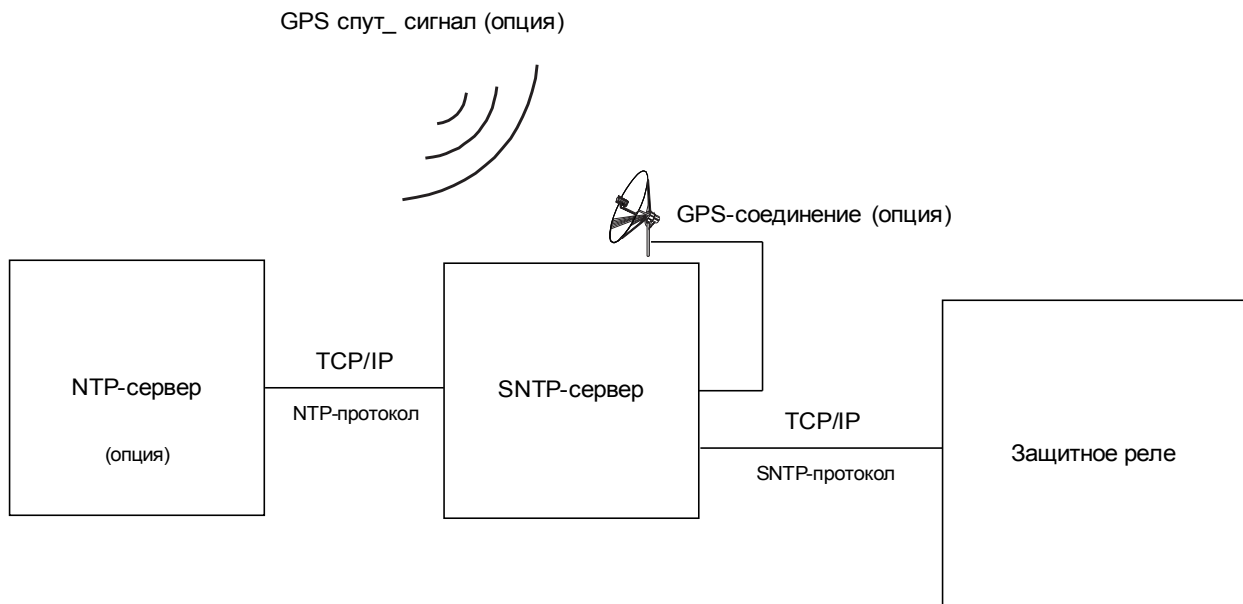 GPS спут_ сигнал (опция)
GPS-соединение (опция)
NTP-сервер
(опция)
TCP/IP
NTP-протокол
SNTP-сервер
TCP/IP
SNTP-протокол
Защитное реле